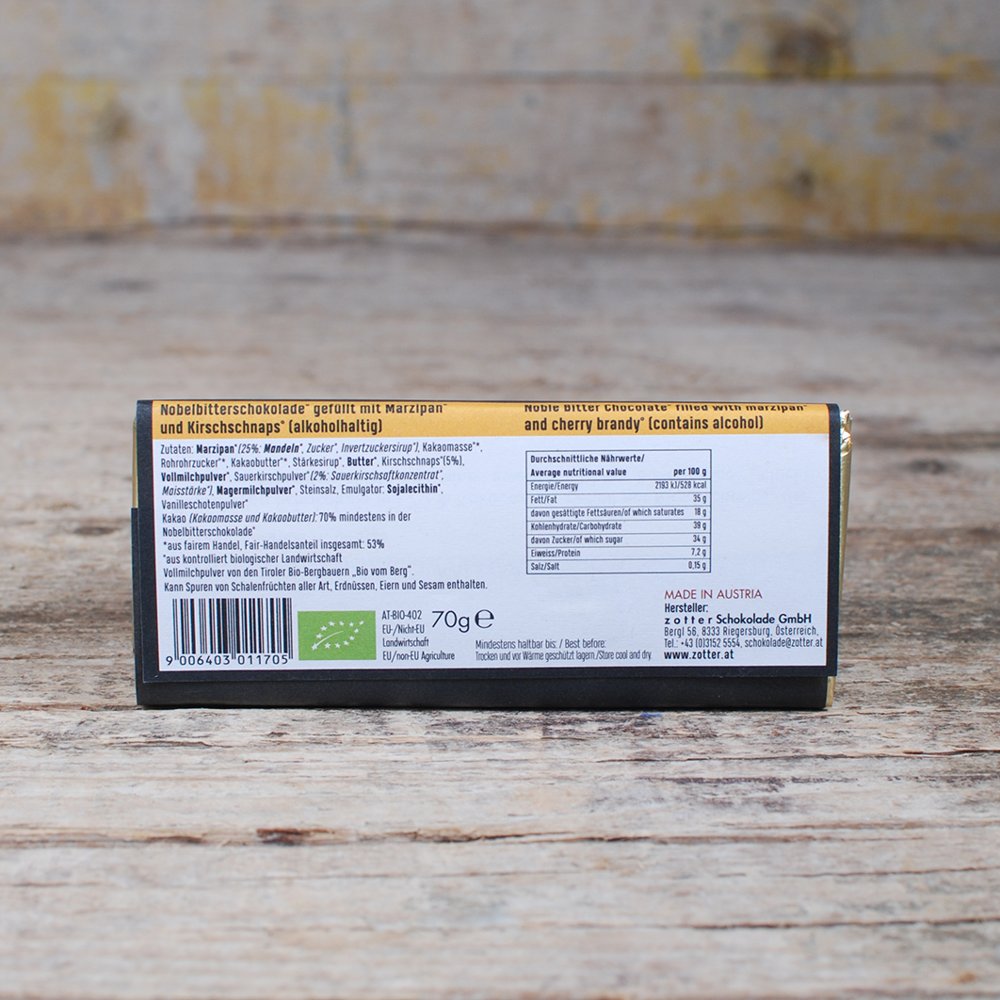 Nobelbitterschokolade° gefüllt mit Marzipan°
und Kirschschnaps° (alkoholhaltig)
Zutaten: Marzipan° (25%: Mandeln°, Zucker°, Invertzuckersirup°), Kakaomasse°*,
Rohrohrzucker°*, Kakaobutter°*, Stärkesirup°, Butter°, Kirschschnaps°(5%),
Vollmilchpulver°, Sauerkirschpulver° (2%: Sauerkirschsaftkonzentrat°,
Maisstärke°), Magermilchpulver°, Steinsalz, Emulgator: Sojalecithin°,
Vanilleschotenpulver°
Kakao (Kakaomasse und Kakaobutter): 70% mindestens in der
Nobelbitterschokolade°
*aus fairem Handel, Fair-Handelsanteil insgesamt: 53%
°aus kontrolliert biologischer Landwirtschaft
Vollmilchpulver von den Tiroler Bio-Bergbauern „Bio vom Berg".
Kann Spuren von Schalenfrüchten aller Art, Erdnüssen, Eiern und Sesam enthalten.
9 006403 011705
AT-BIO-402
EU-/Nicht-EU
Landwirtschaft
EU/non-EU Agriculture
70g e
Noble Bitter Chocolate° filled with marzipan°
and cherry brandy° (contains alcohol)
Durchschnittliche Nährwerte/
Average nutritional value per 100 g
Energie/Energy 2193 kJ/528 kcal
Fett/Fat 35 g
davon gesättigte Fettsäuren/of which saturates 18 g
Kohlenhydrate/Carbohydrate 39 g
davon Zucker/of which sugar 34 g
Eiweiss/Protein 7,2 g
Salz/Salt 0,15 g
Mindestens haltbar bis: / Best before:
Trocken und vor Wärme geschützt lagern /Store cool and dry.
MADE IN AUSTRIA
Hersteller:
zotter Schokolade GmbH
Bergl 56, 8333 Riegersburg, Österreich,
Tel.: +43 (0)3152 5554, schokolade@zotter.at
www.zotter.at